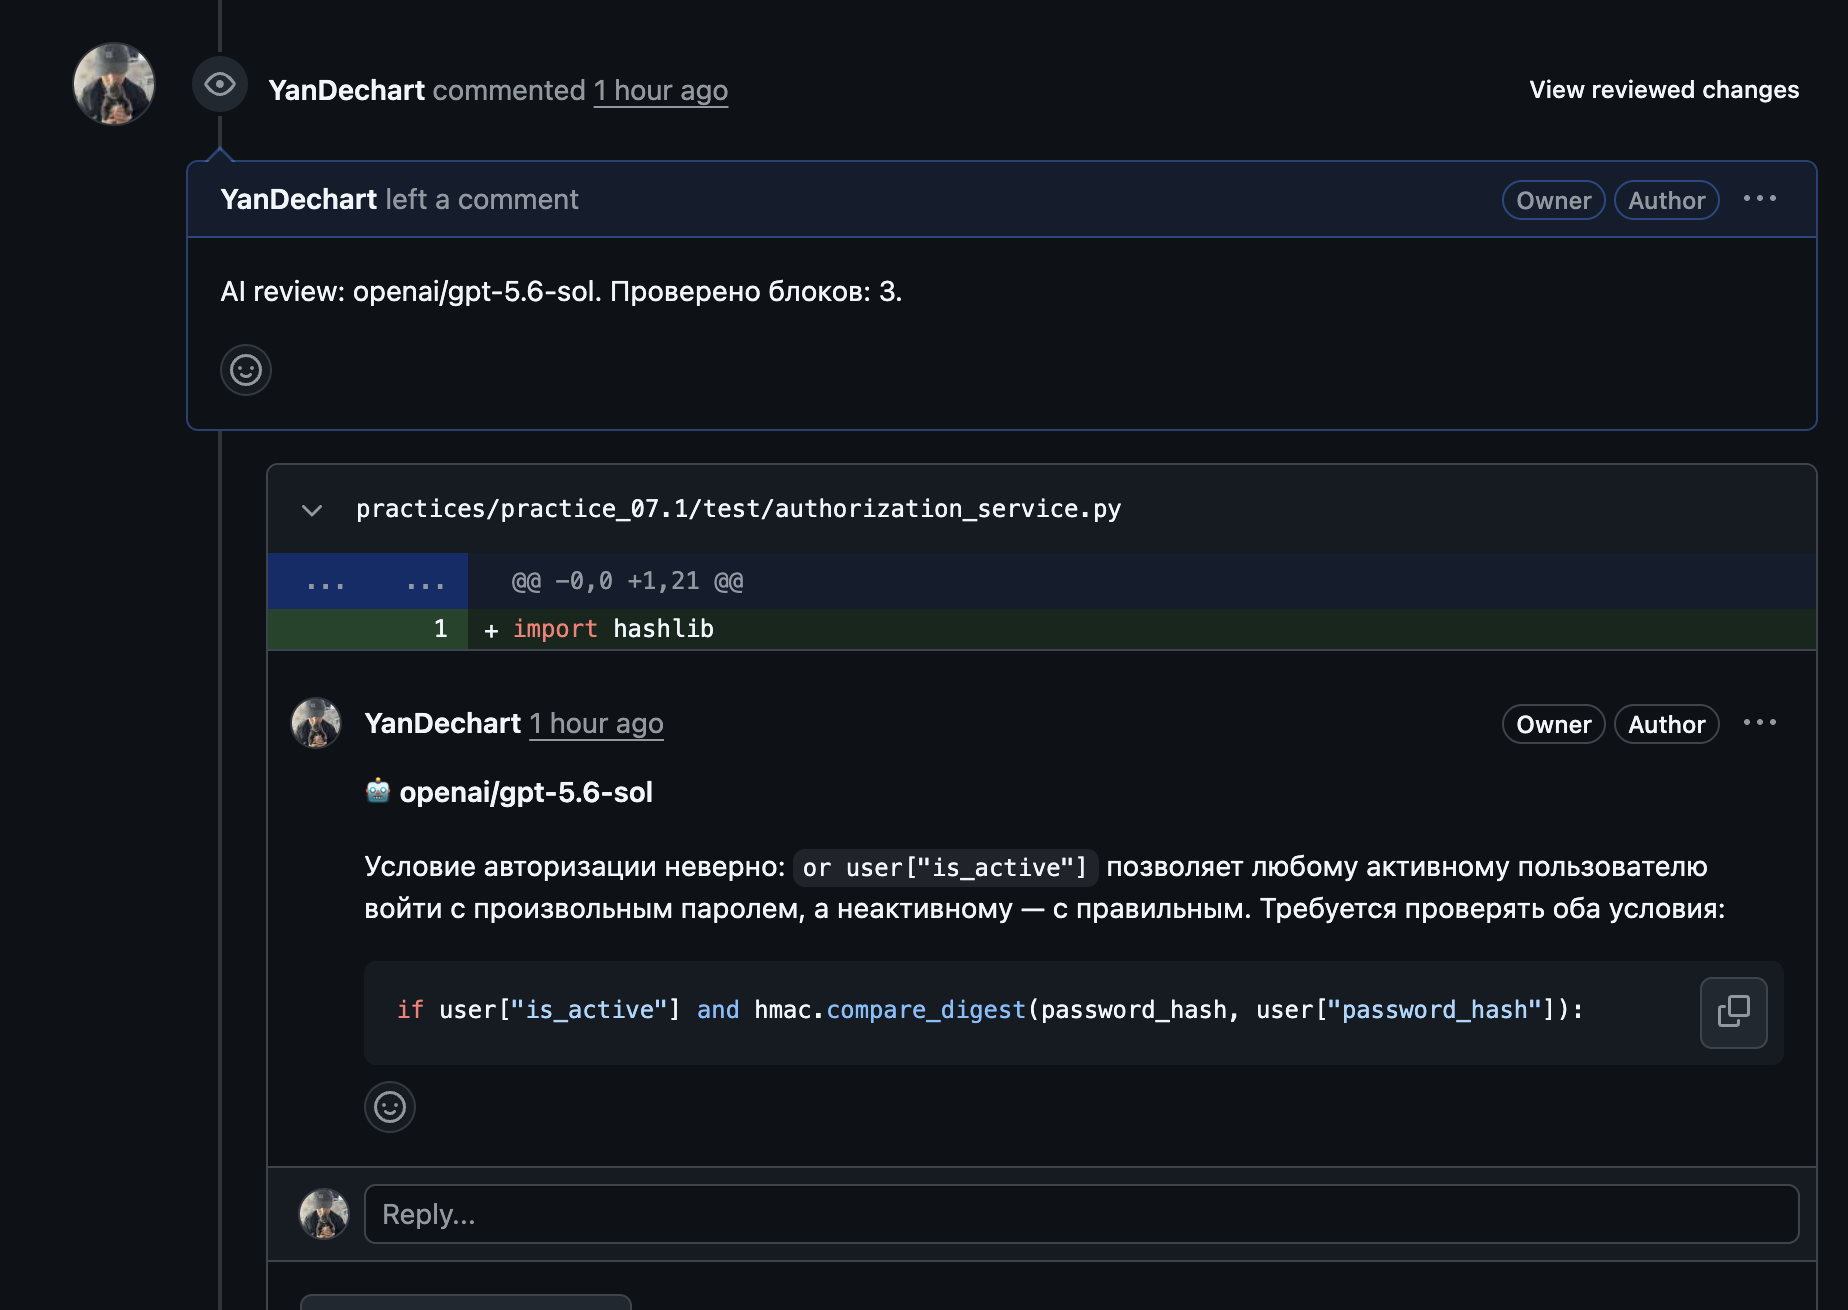 YanDechart commented 1 hour ago
View reviewed changes
YanDechart left a comment
Owner
Author
...
AI review: openai/gpt-5.6-sol. Проверено блоков: 3.
practices/practice_07.1/test/authorization_service.py
... ... @@ -0,0 +1,21 @@
1 + import hashlib
YanDechart 1 hour ago
Owner
Author
...
🤖 openai/gpt-5.6-sol
Условие авторизации неверно: or user["is_active"] позволяет любому активному пользователю
войти с произвольным паролем, а неактивному — с правильным. Требуется проверять оба условия:
if user["is_active"] and hmac.compare_digest(password_hash, user["password_hash"]):
Reply...